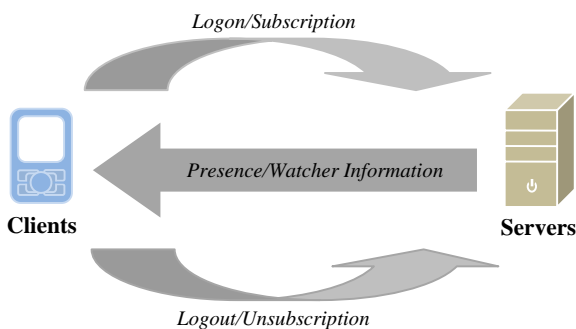 Logon/Subscription
Presence/Watcher Information
Clients
Servers
Logout/Unsubscription